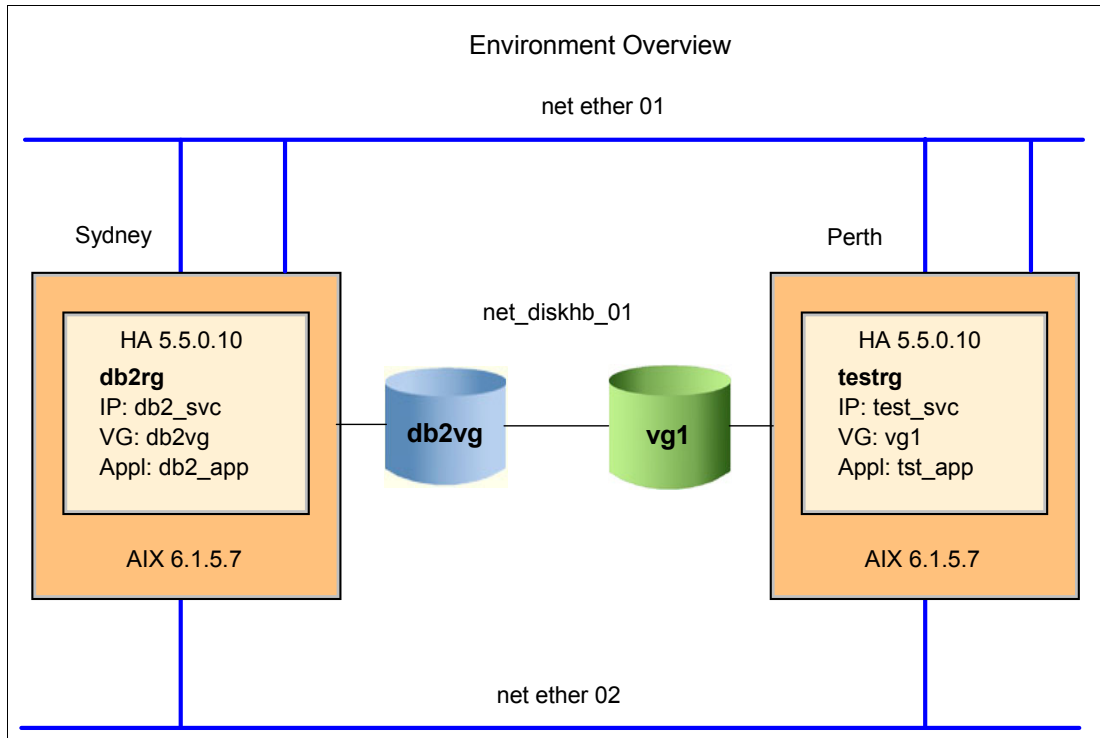 Environment Overview
net ether 01
Sydney
Perth
HA 5.5.0.10
db2rg
IP: db2_svc
VG: db2vg
Appl: db2_app
AIX 6.1.5.7
net_diskhb_01
db2vg
vg1
HA 5.5.0.10
testrg
IP: test_svc
VG: vg1
Appl: tst_app
AIX 6.1.5.7
net ether 02